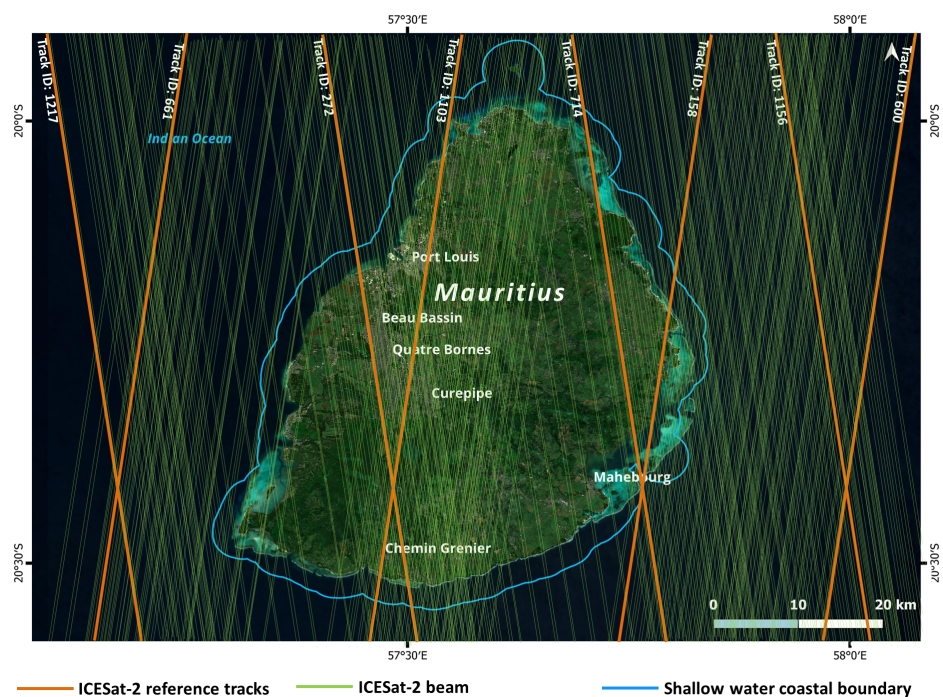 57°30′E
58°0′E
Track ID: 1217
Track ID: 661
Track ID: 272
Track ID: 1103
Track ID: 714
Track ID: 158
Track ID: 1156
Track ID: 600
20°0′S
20°0′S
Indian Ocean
Port Louis
Mauritius
Beau Bassin
Quatre Bornes
Curepipe
Mahebourg
Chemin Grenier
20°30′S
20°30′S
0 10 20 km
57°30′E
58°0′E
ICESat-2 reference tracks
ICESat-2 beam
Shallow water coastal boundary